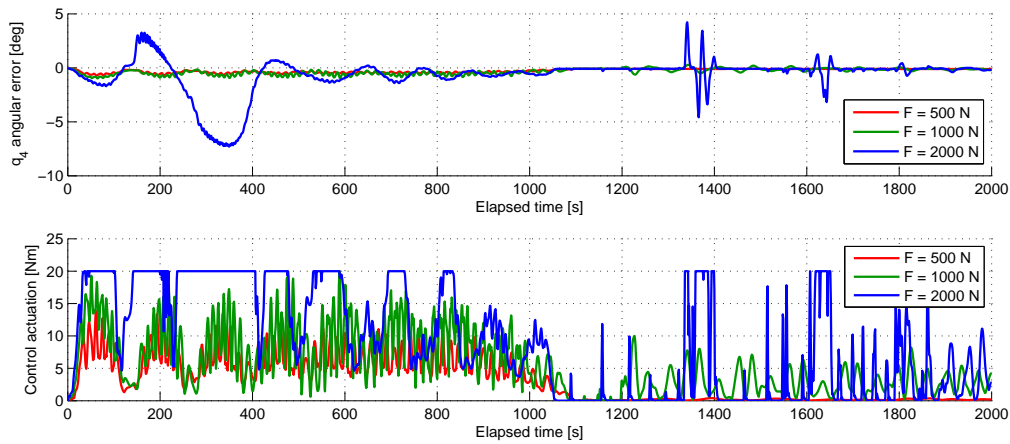 5
0
−5
−10
q4 angular error [deg]
0 200 400 600 800 1000 1200 1400 1600 1800 2000
Elapsed time [s]
F = 500 N
F = 1000 N
F = 2000 N
25
20
15
10
5
0
Control actuation [Nm]
0 200 400 600 800 1000 1200 1400 1600 1800 2000
Elapsed time [s]
F = 500 N
F = 1000 N
F = 2000 N